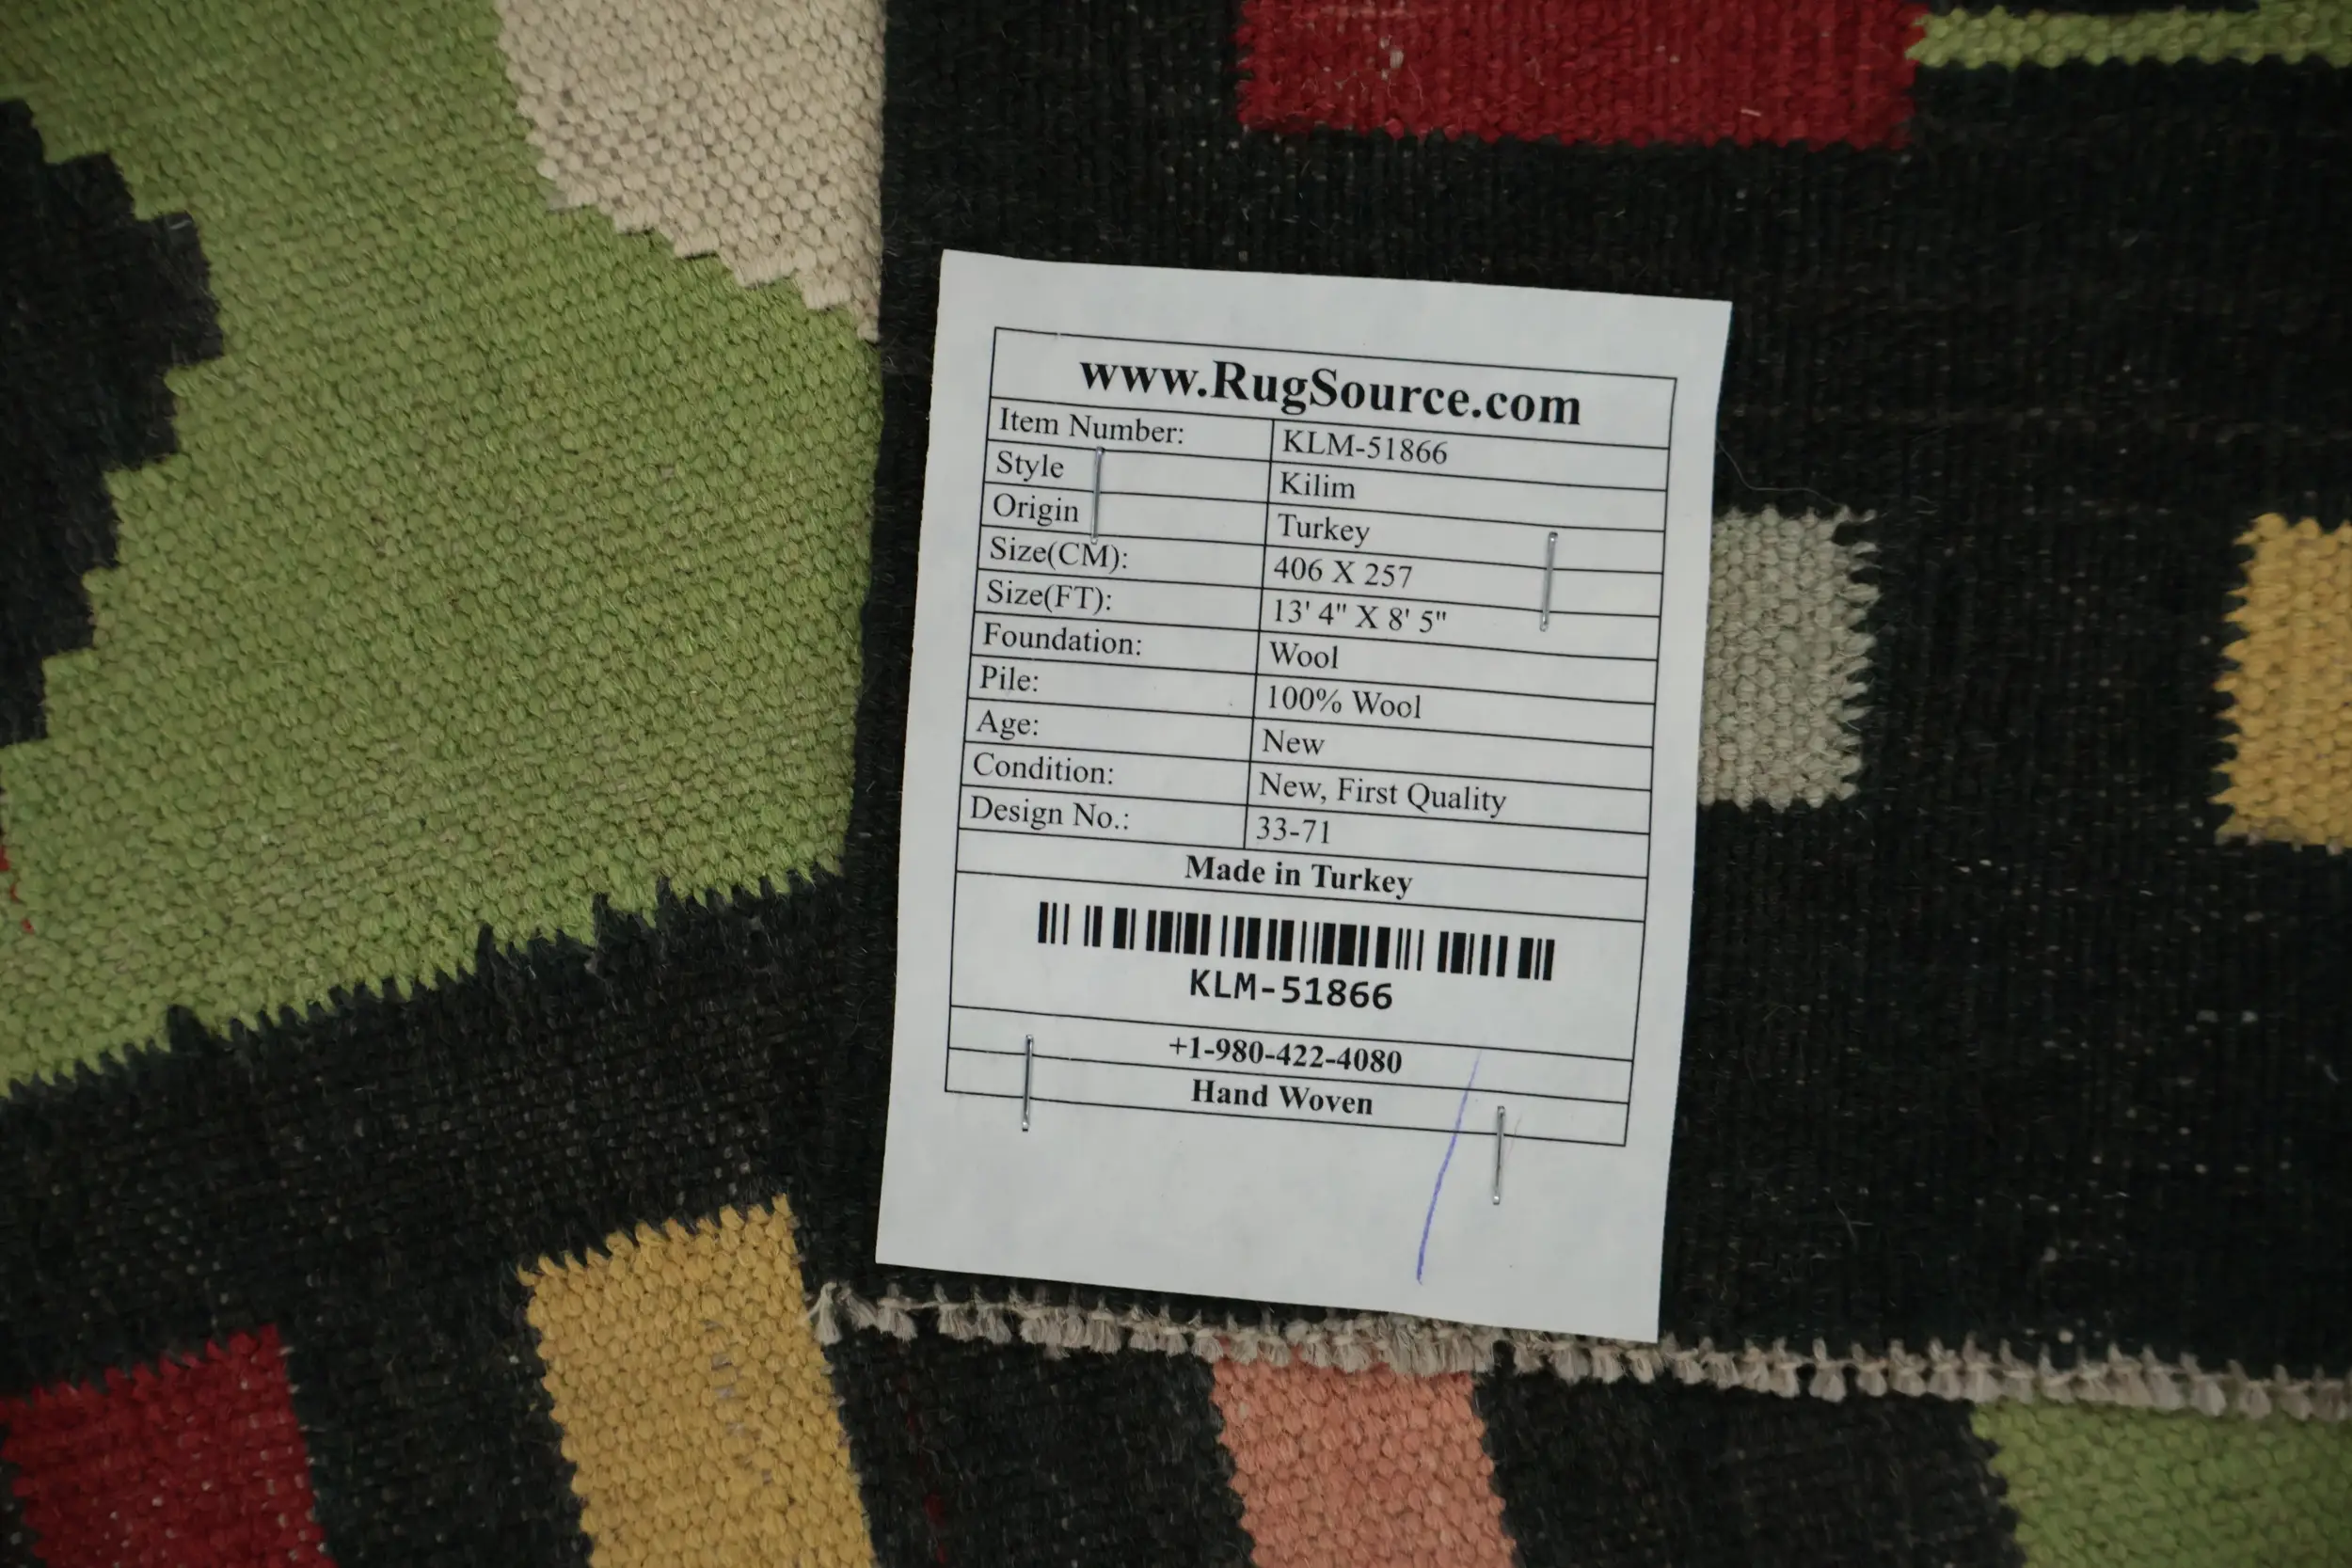 www.RugSource.com
Item Number: KLM-51866
Style Kilim
Origin Turkey
Size(CM): 406 X 257
Size(FT): 13' 4" X 8' 5"
Foundation: Wool
Pile: 100% Wool
Age: New
Condition: New, First Quality
Design No.: 33-71
Made in Turkey
KLM-51866
+1-980-422-4080
Hand Woven